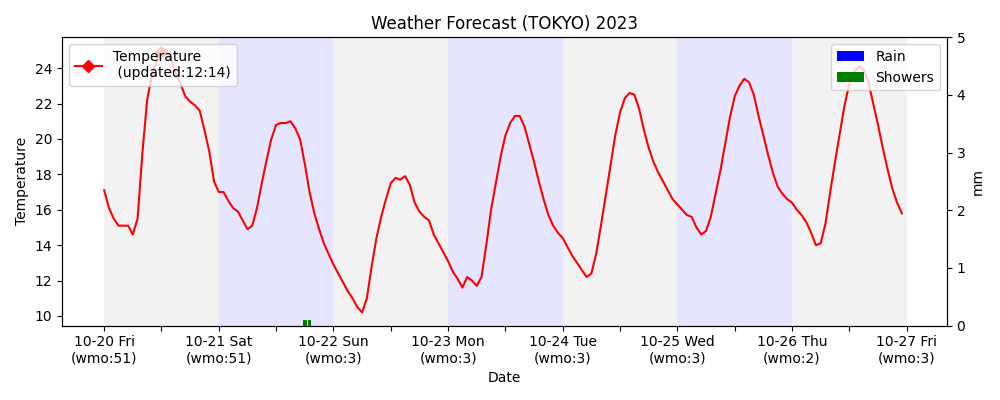 Weather Forecast (TOKYO) 2023
Temperature
(updated:12:14)
Rain
Showers
Temperature
24
22
20
18
16
14
12
10
5
4
3
2
1
0
mm
10-20 Fri
(wmo:51)
10-21 Sat
(wmo:51)
10-22 Sun
(wmo:3)
10-23 Mon
(wmo:3)
10-24 Tue
(wmo:3)
10-25 Wed
(wmo:3)
10-26 Thu
(wmo:2)
10-27 Fri
(wmo:3)
Date